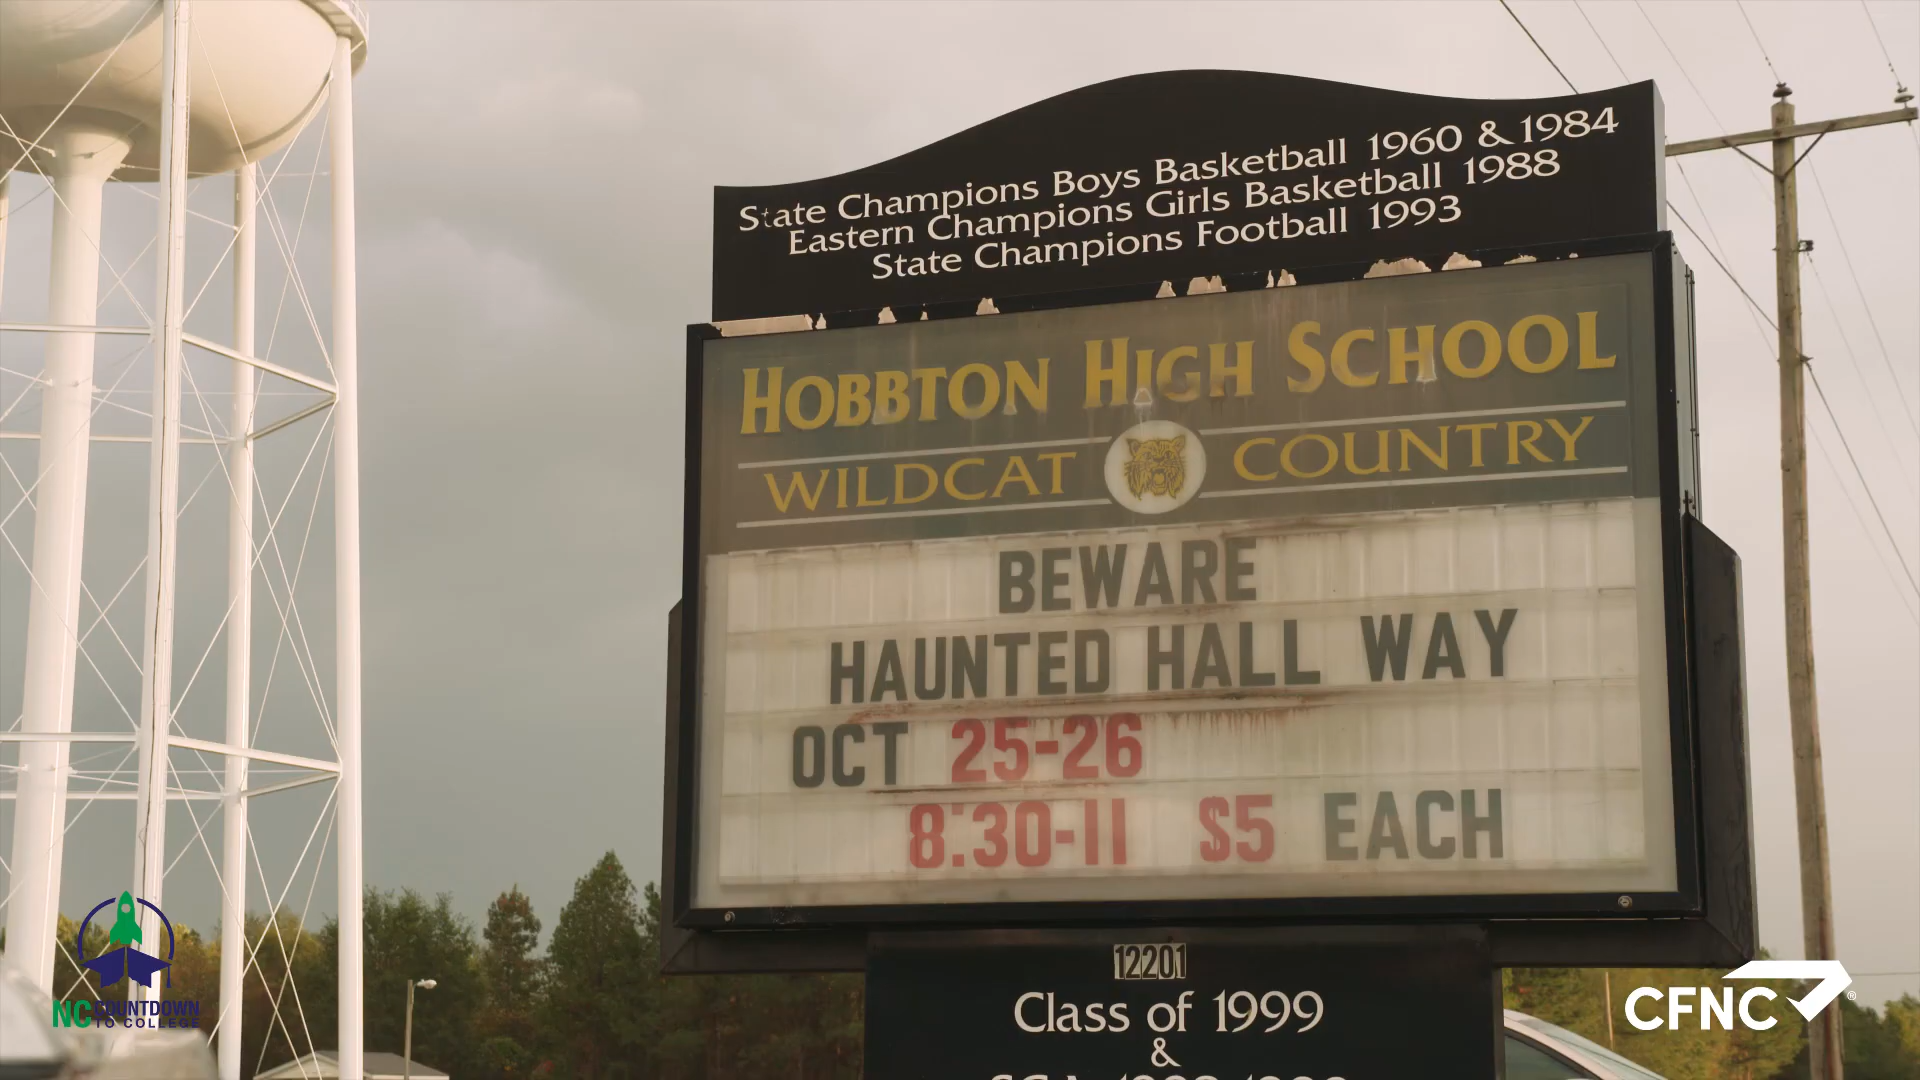 State Champions Boys Basketball 1960 & 1984
Eastern Champions Girls Basketball 1988
State Champions Football 1993
HOBBTON HIGH SCHOOL
WILDCAT COUNTRY
BEWARE
HAUNTED HALL WAY
OCT 25-26
8:30-11 $5 EACH
12201
Class of 1999
&
NC COUNTDOWN
TO COLLEGE
CFNC®